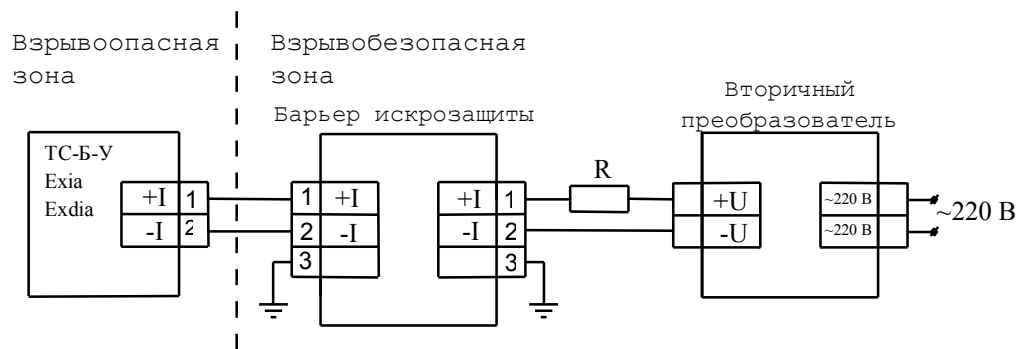 Взрывоопасная
зона
Взрывобезопасная
зона
Барьер искрозащиты
Вторичный
преобразователь
ТС-Б-У
Exia
Exdia
+I 1
-I 2
1 +I
2 -I
3
+I 1
-I 2
3
R
+U
-U
~220 В
~220 В
~220 В